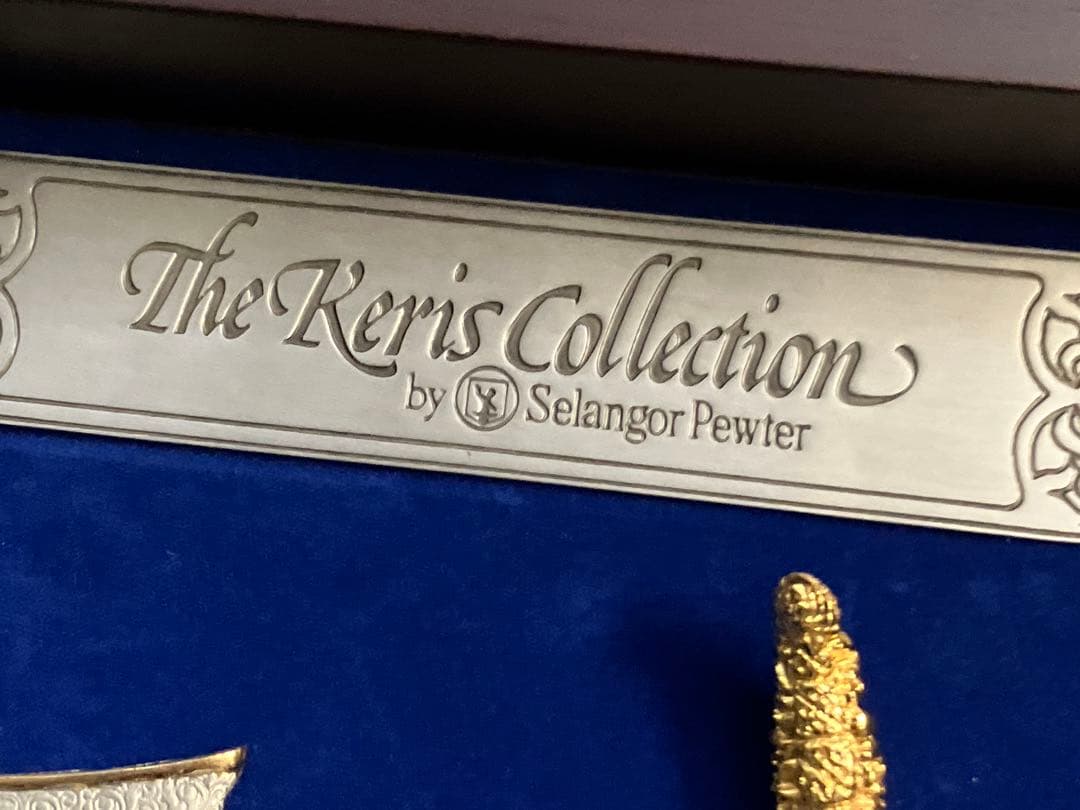 The Keris Collection
by Selangor Pewter